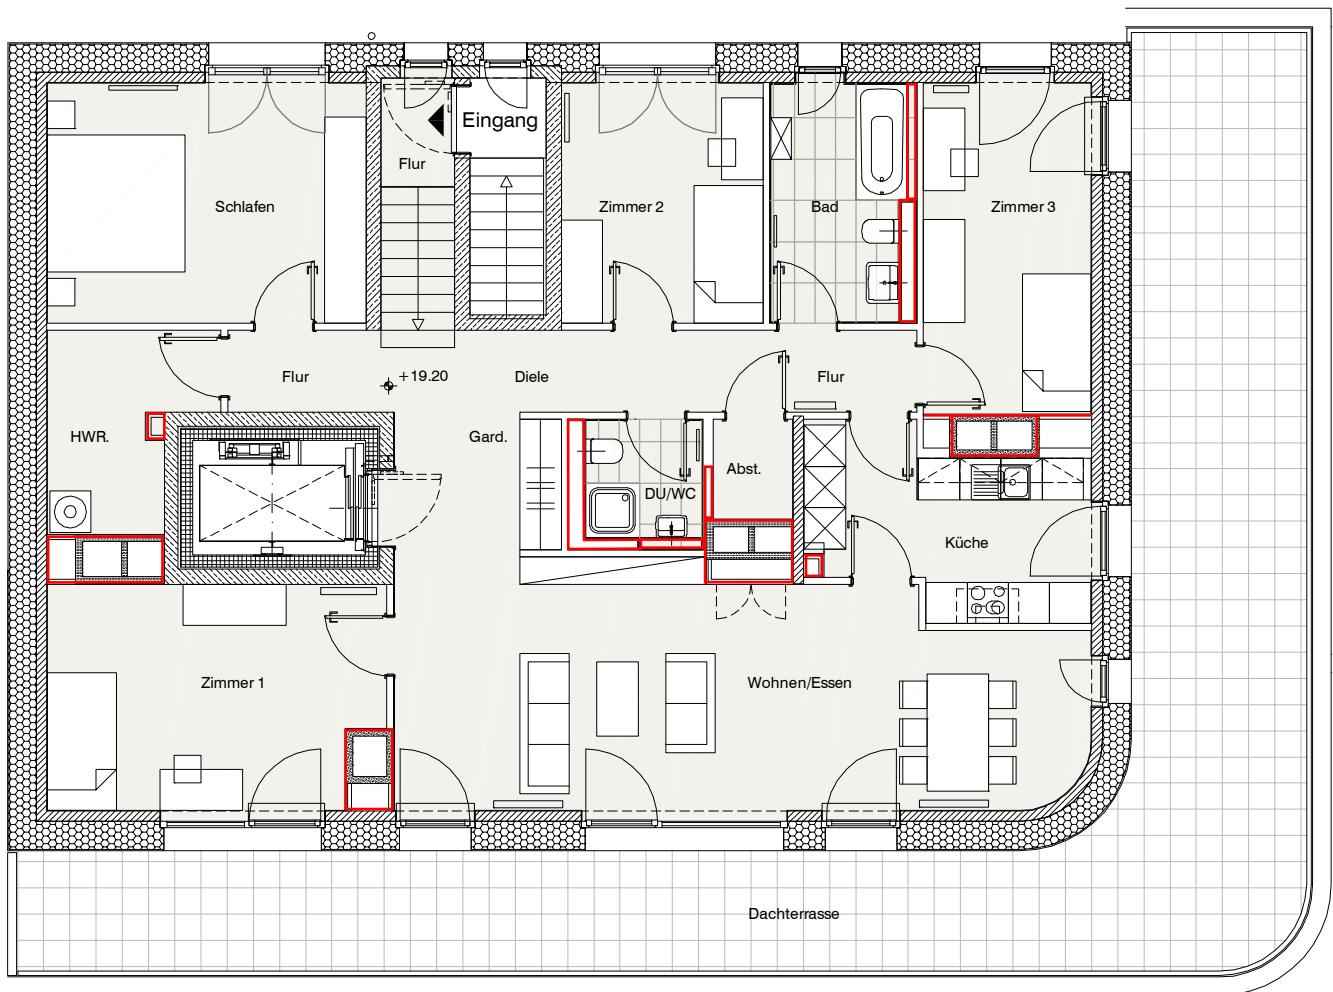 Eingang
Flur
Schlafen
Zimmer 2
Bad
Zimmer 3
Flur
+19.20
Diele
Flur
HWR.
Gard.
Abst.
DU/WC
Küche
Zimmer 1
Wohnen/Essen
Dachterrasse